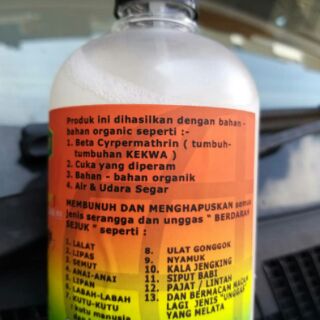 Produk ini dihasilkan dengan bahan -
bahan organic seperti :-
1. Beta Cyrpermathrin ( tumbuh-
tumbuhan KEKWA )
2. Cuka yang diperam
3. Bahan - bahan organik
4. Air & Udara Segar
MEMBUNUH DAN MENGHAPUSKAN semua
jenis serangga dan unggas " BERDARAH
SEJUK " seperti :
1. LALAT
2. LIPAS
3. SEMUT
4. ANAI-ANAI
5. LIPAN
6. LABAH-LABAH
7. KUTU-KUTU
( kutu manusia
8. ULAT GONGGOK
9. NYAMUK
10. KALA JENGKING
11. SIPUT BABI
12. PAJAT / LINTAH
13. DAN BERMACAM MACAM
LAGI JENIS "UNGGAS
YANG MELATA